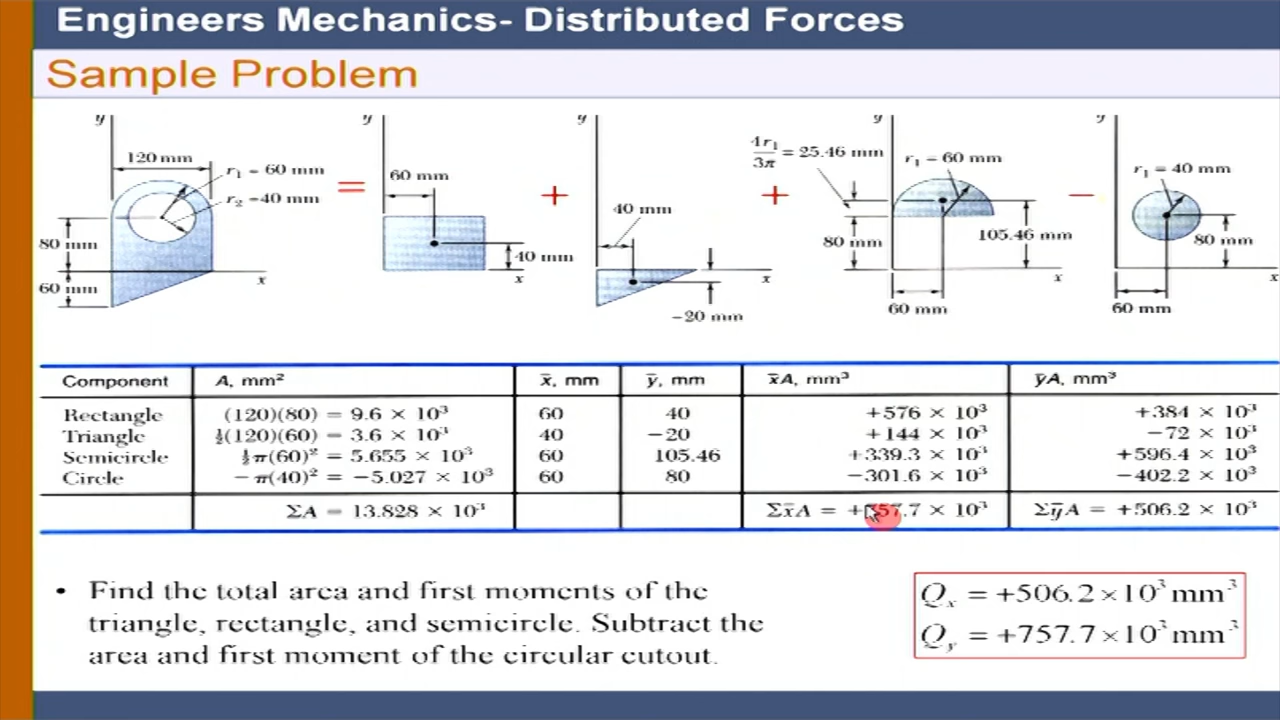 Engineers Mechanics- Distributed Forces
Sample Problem
y
120 mm
r₁ = 60 mm
r₂ = 40 mm
80 mm
60 mm
x
=
y
60 mm
40 mm
x
+
y
40 mm
−20 mm
x
+
y
4r₁/3π = 25.46 mm
r₁ = 60 mm
80 mm
105.46 mm
60 mm
x
−
y
r₁ = 40 mm
80 mm
60 mm
x
Component A, mm² x̄, mm ȳ, mm x̄A, mm³ ȳA, mm³
Rectangle (120)(80) = 9.6 × 10³ 60 40 +576 × 10³ +384 × 10³
Triangle ½(120)(60) = 3.6 × 10³ 40 −20 +144 × 10³ −72 × 10³
Semicircle ½π(60)² = 5.655 × 10³ 60 105.46 +339.3 × 10³ +596.4 × 10³
Circle −π(40)² = −5.027 × 10³ 60 80 −301.6 × 10³ −402.2 × 10³
ΣA = 13.828 × 10³ Σx̄A = +757.7 × 10³ ΣȳA = +506.2 × 10³
• Find the total area and first moments of the
triangle, rectangle, and semicircle. Subtract the
area and first moment of the circular cutout.
Qₓ = +506.2 × 10³ mm³
Q_y = +757.7 × 10³ mm³